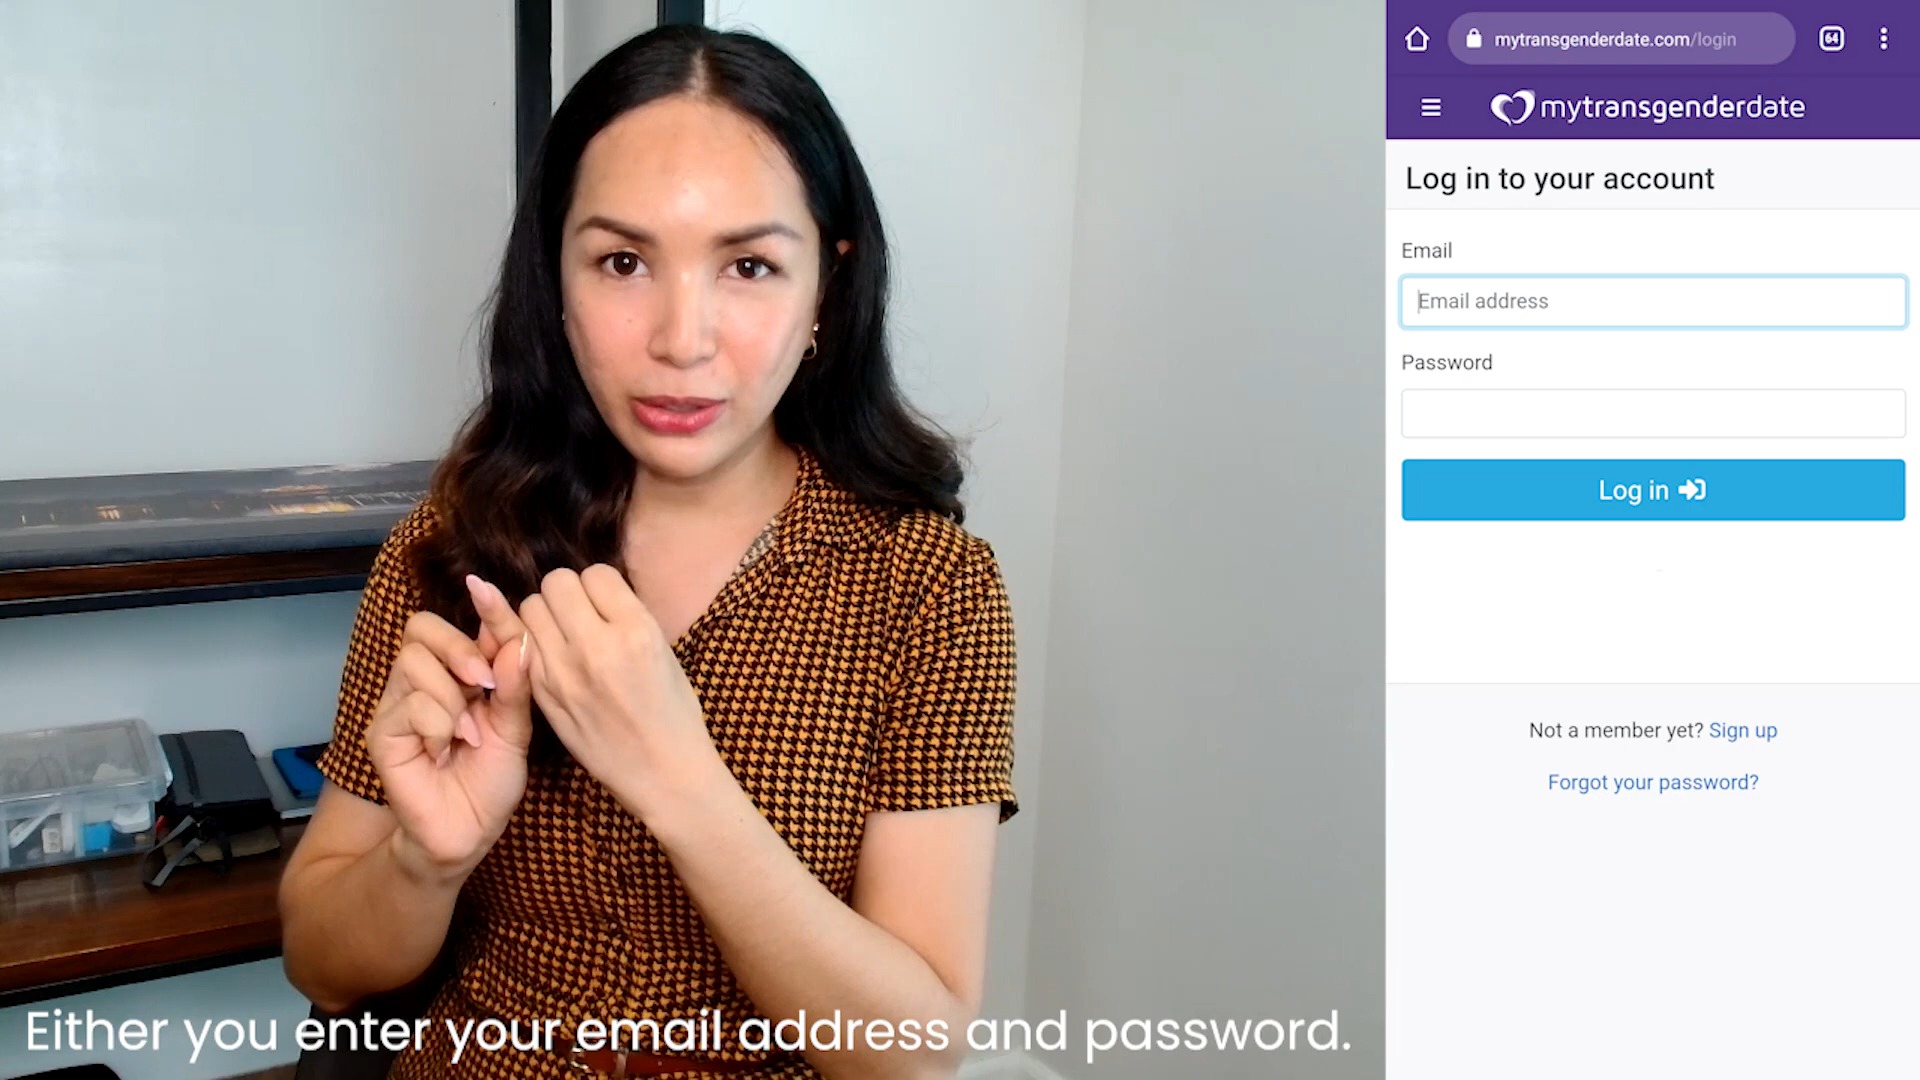 mytransgenderdate.com/login
64
mytransgenderdate
Log in to your account
Email
Email address
Password
Log in
Not a member yet? Sign up
Forgot your password?
Either you enter your email address and password.